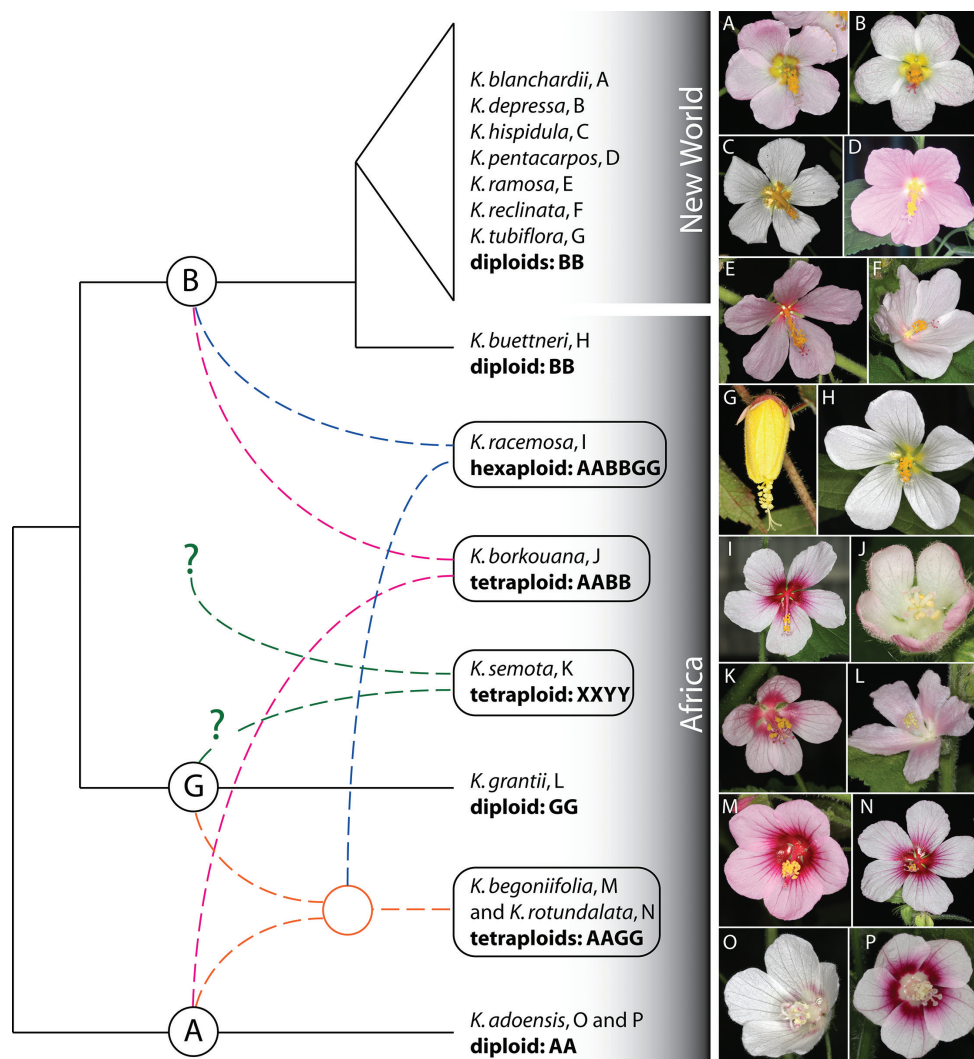 K. blanchardii, A
K. depressa, B
K. hispidula, C
K. pentacarpos, D
K. ramosa, E
K. reclinata, F
K. tubiflora, G
diploids: BB
New World
B
K. buettneri, H
diploid: BB
K. racemosa, I
hexaploid: AABBGG
K. borkouana, J
tetraploid: AABB
?
K. semota, K
tetraploid: XXYY
?
Africa
G
K. grantii, L
diploid: GG
K. begoniifolia, M
and K. rotundalata, N
tetraploids: AAGG
A
K. adoensis, O and P
diploid: AA
A
B
C
D
E
F
G
H
I
J
K
L
M
N
O
P